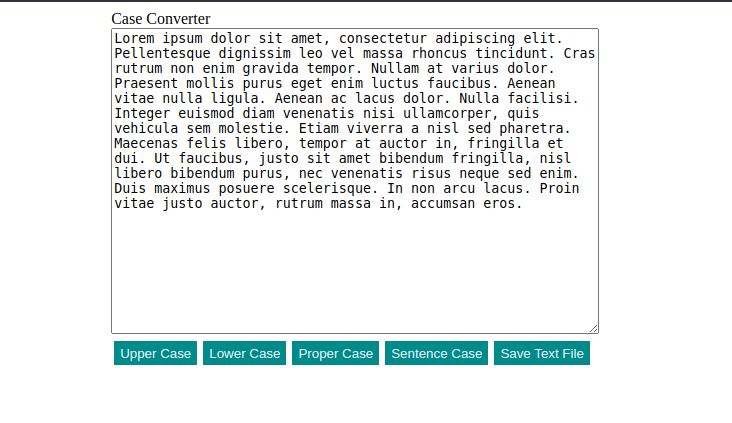 Case Converter
Lorem ipsum dolor sit amet, consectetur adipiscing elit.
Pellentesque dignissim leo vel massa rhoncus tincidunt. Cras
rutrum non enim gravida tempor. Nullam at varius dolor.
Praesent mollis purus eget enim luctus faucibus. Aenean
vitae nulla ligula. Aenean ac lacus dolor. Nulla facilisi.
Integer euismod diam venenatis nisi ullamcorper, quis
vehicula sem molestie. Etiam viverra a nisl sed pharetra.
Maecenas felis libero, tempor at auctor in, fringilla et
dui. Ut faucibus, justo sit amet bibendum fringilla, nisl
libero bibendum purus, nec venenatis risus neque sed enim.
Duis maximus posuere scelerisque. In non arcu lacus. Proin
vitae justo auctor, rutrum massa in, accumsan eros.
Upper Case Lower Case Proper Case Sentence Case Save Text File